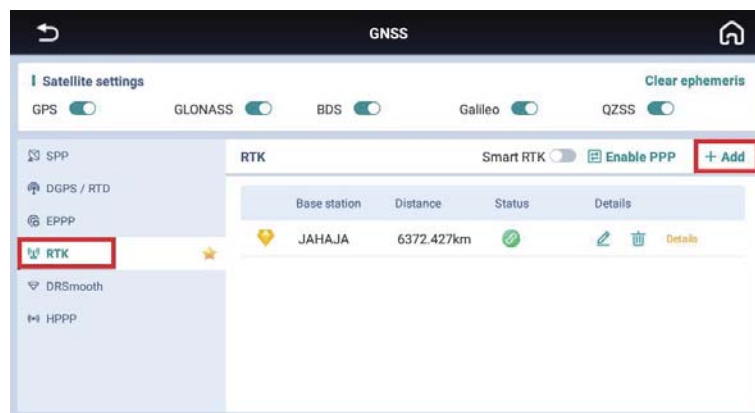 GNSS
Satellite settings
Clear ephemeris
GPS GLONASS BDS Galileo QZSS
SPP
DGPS / RTD
EPPP
RTK
DRSmooth
HPPP
RTK Smart RTK Enable PPP + Add
Base station Distance Status Details
JAHAJA 6372.427km Details